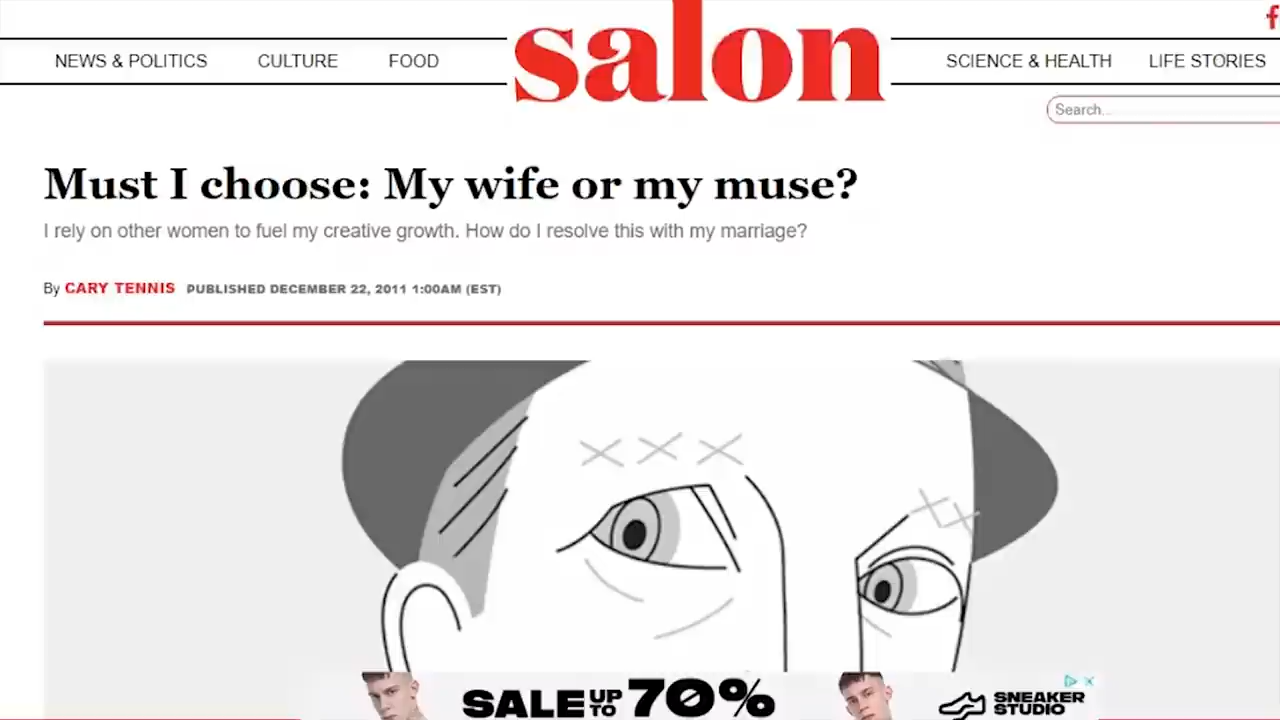 salon
NEWS & POLITICS CULTURE FOOD SCIENCE & HEALTH LIFE STORIES
Search...
Must I choose: My wife or my muse?
I rely on other women to fuel my creative growth. How do I resolve this with my marriage?
By CARY TENNIS PUBLISHED DECEMBER 22, 2011 1:00AM (EST)
SALE UP TO 70% SNEAKER STUDIO